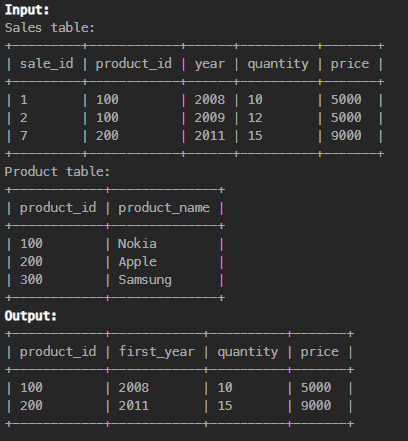 Input:
Sales table:
+---------+------------+------+----------+-------+
| sale_id | product_id | year | quantity | price |
+---------+------------+------+----------+-------+
| 1       | 100        | 2008 | 10       | 5000  |
| 2       | 100        | 2009 | 12       | 5000  |
| 7       | 200        | 2011 | 15       | 9000  |
+---------+------------+------+----------+-------+
Product table:
+------------+--------------+
| product_id | product_name |
+------------+--------------+
| 100        | Nokia        |
| 200        | Apple        |
| 300        | Samsung      |
+------------+--------------+
Output:
+------------+------------+----------+-------+
| product_id | first_year | quantity | price |
+------------+------------+----------+-------+
| 100        | 2008       | 10       | 5000  |
| 200        | 2011       | 15       | 9000  |
+------------+------------+----------+-------+